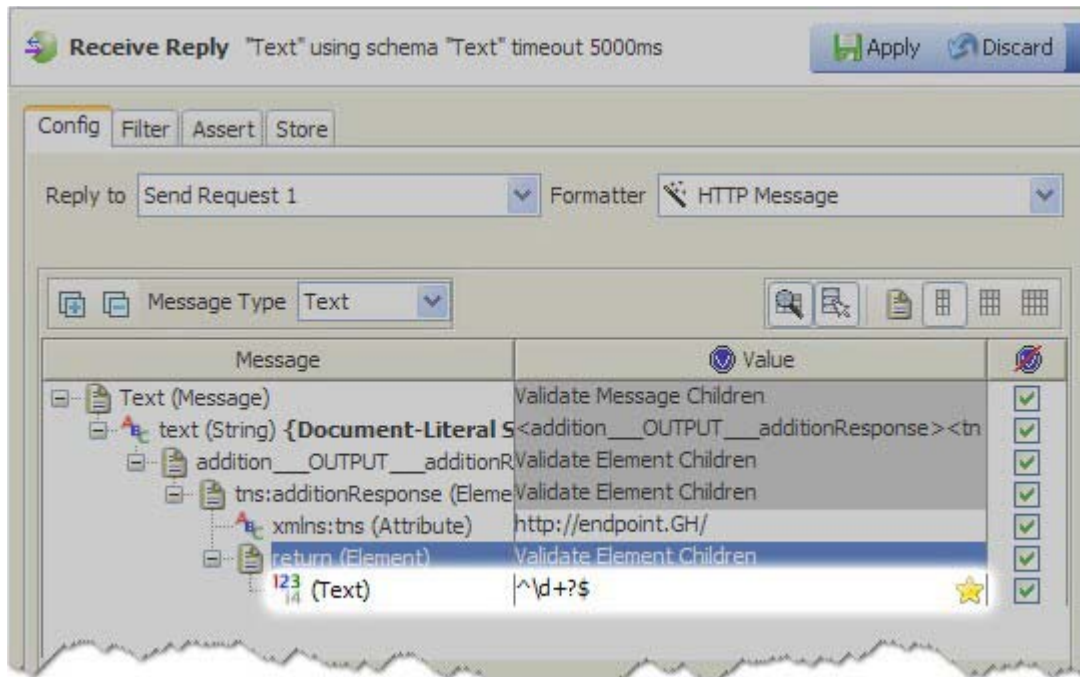 Receive Reply "Text" using schema "Text" timeout 5000ms Apply Discard
Config Filter Assert Store
Reply to Send Request 1 Formatter HTTP Message
Message Type Text
Message Value
Text (Message) Validate Message Children
text (String) {Document-Literal S <addition___OUTPUT___additionResponse><tn
addition___OUTPUT___additionR Validate Element Children
tns:additionResponse (Eleme Validate Element Children
xmlns:tns (Attribute) http://endpoint.GH/
return (Element) Validate Element Children
123 (Text) ^\d+?$
14